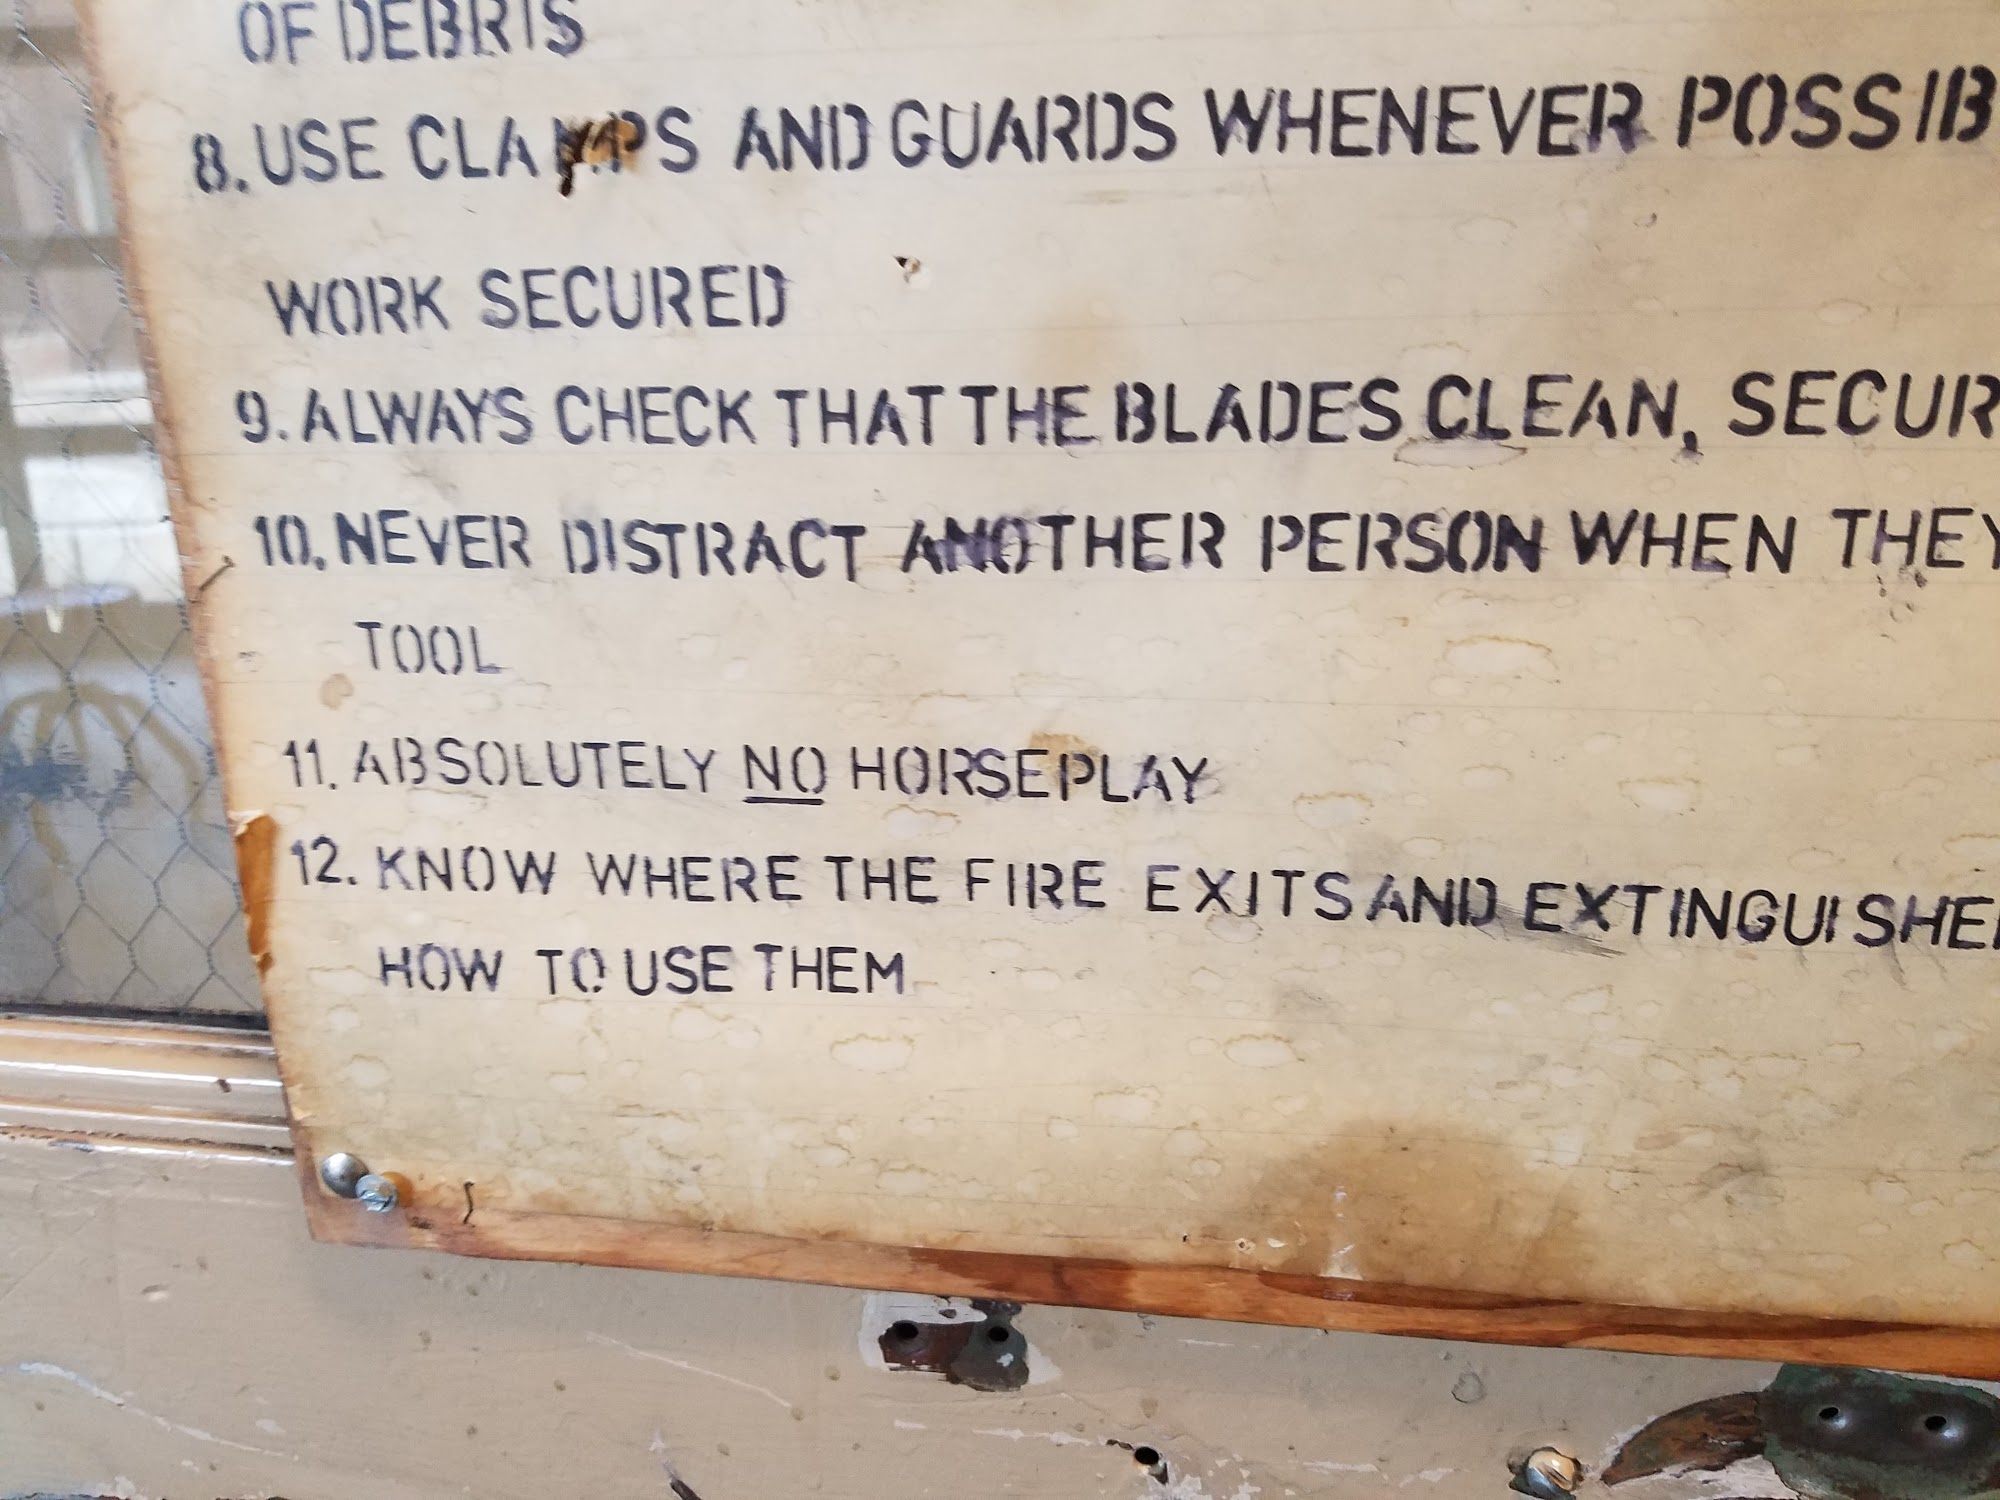 OF DEBRIS
8. USE CLAMPS AND GUARDS WHENEVER POSSIB
WORK SECURED
9. ALWAYS CHECK THAT THE BLADES CLEAN, SECUR
10. NEVER DISTRACT ANOTHER PERSON WHEN THEY
TOOL
11. ABSOLUTELY NO HORSEPLAY
12. KNOW WHERE THE FIRE EXITS AND EXTINGUISHE
HOW TO USE THEM